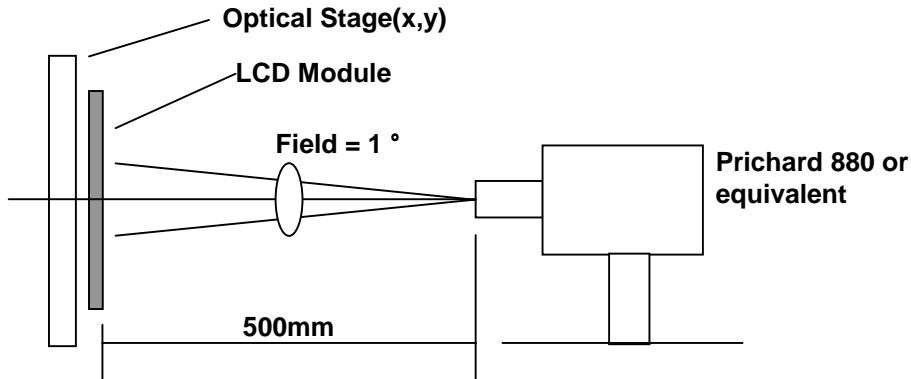 Optical Stage(x,y)
LCD Module
Field = 1 °
Prichard 880 or
equivalent
500mm